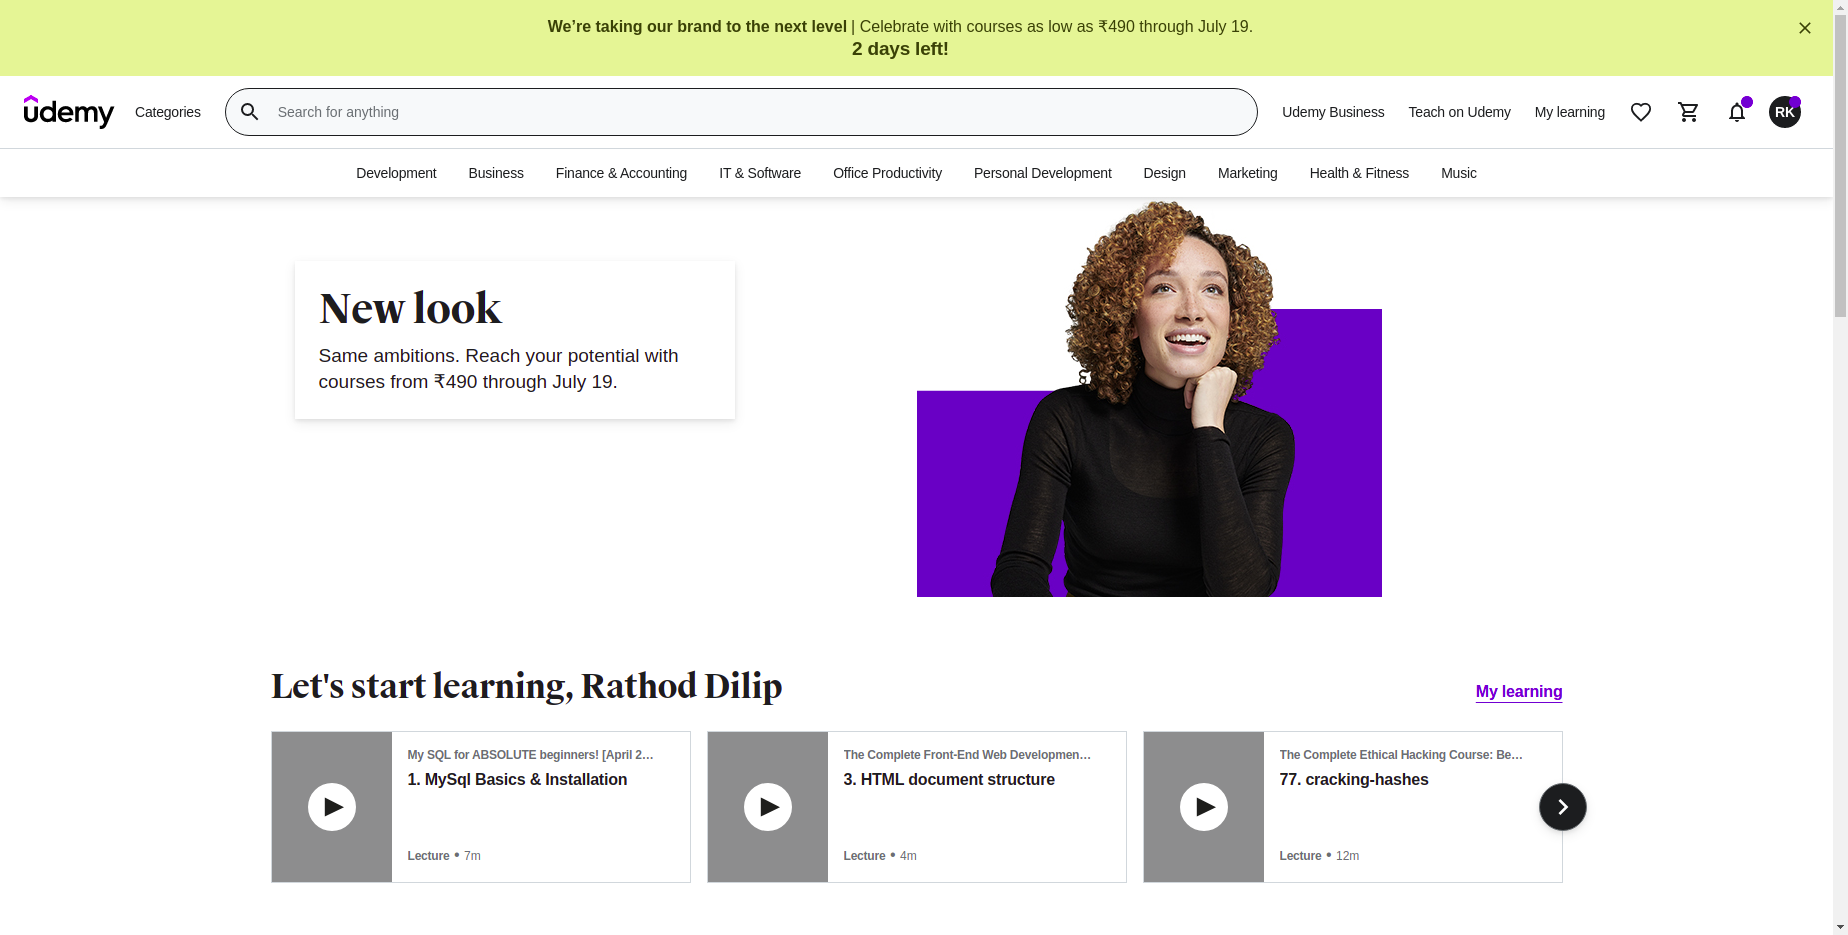 We’re taking our brand to the next level | Celebrate with courses as low as ₹490 through July 19.
2 days left!
udemy
Categories
Search for anything
Udemy Business
Teach on Udemy
My learning
RK
Development
Business
Finance & Accounting
IT & Software
Office Productivity
Personal Development
Design
Marketing
Health & Fitness
Music
New look
Same ambitions. Reach your potential with
courses from ₹490 through July 19.
Let's start learning, Rathod Dilip
My learning
My SQL for ABSOLUTE beginners! [April 2…
1. MySql Basics & Installation
Lecture • 7m
The Complete Front-End Web Developmen…
3. HTML document structure
Lecture • 4m
The Complete Ethical Hacking Course: Be…
77. cracking-hashes
Lecture • 12m